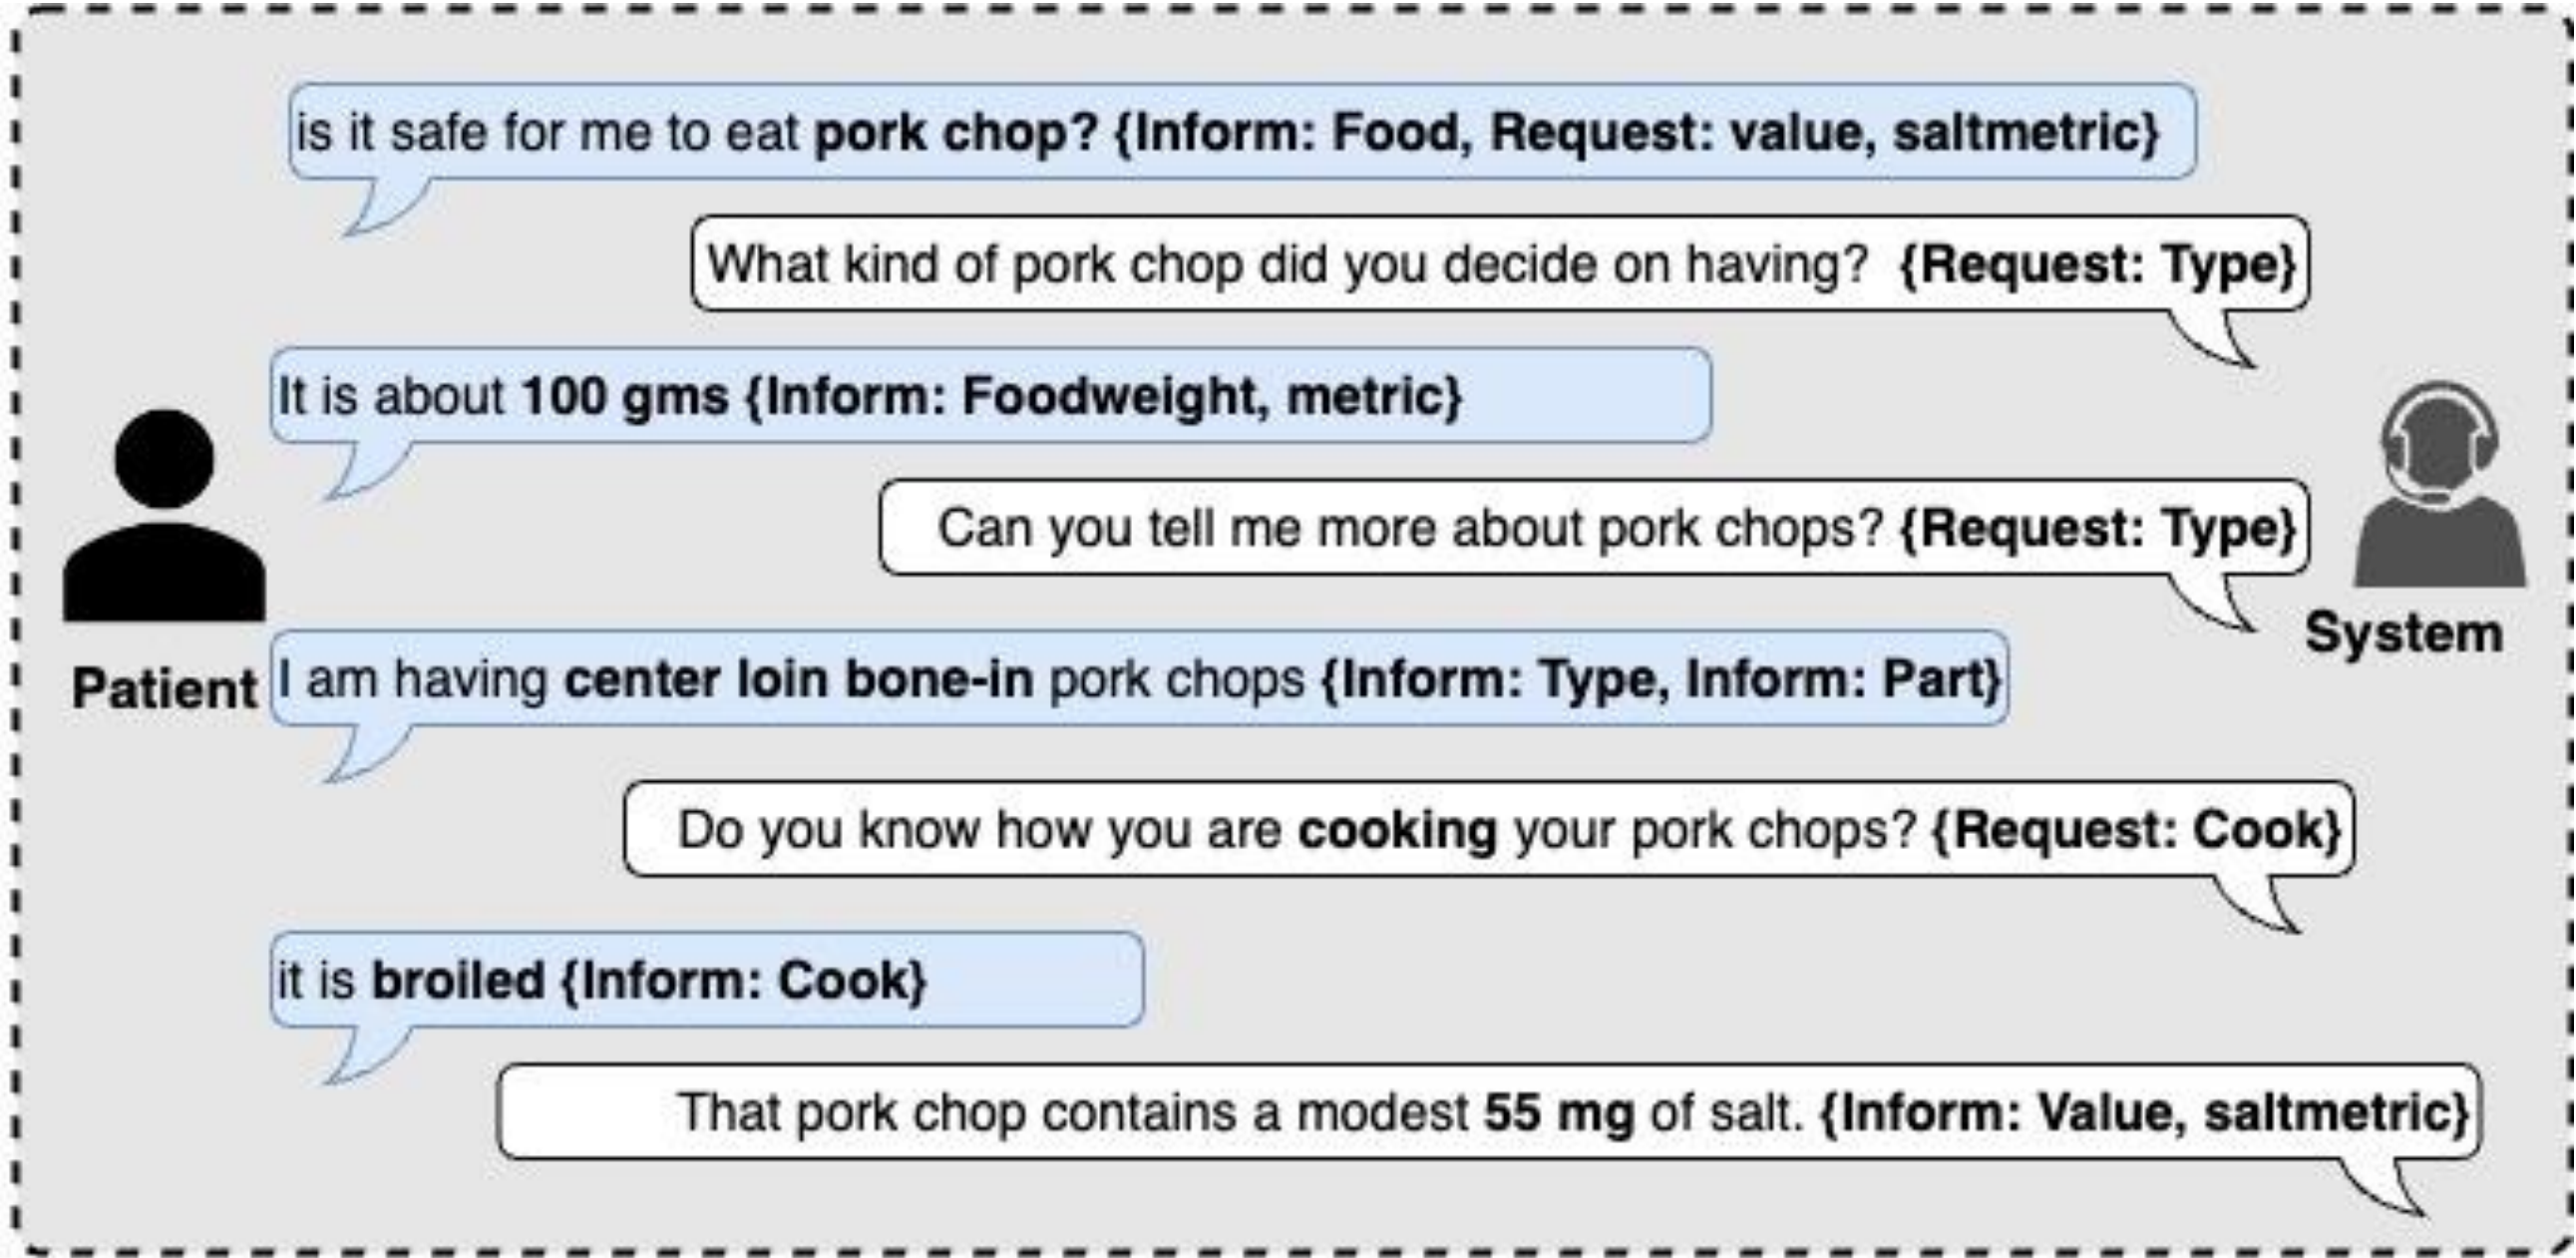 is it safe for me to eat pork chop? {Inform: Food, Request: value, saltmetric}
What kind of pork chop did you decide on having? {Request: Type}
It is about 100 gms {Inform: Foodweight, metric}
Can you tell me more about pork chops? {Request: Type}
System
I am having center loin bone-in pork chops {Inform: Type, Inform: Part}
Patient
Do you know how you are cooking your pork chops? {Request: Cook}
it is broiled {Inform: Cook}
That pork chop contains a modest 55 mg of salt. {Inform: Value, saltmetric}